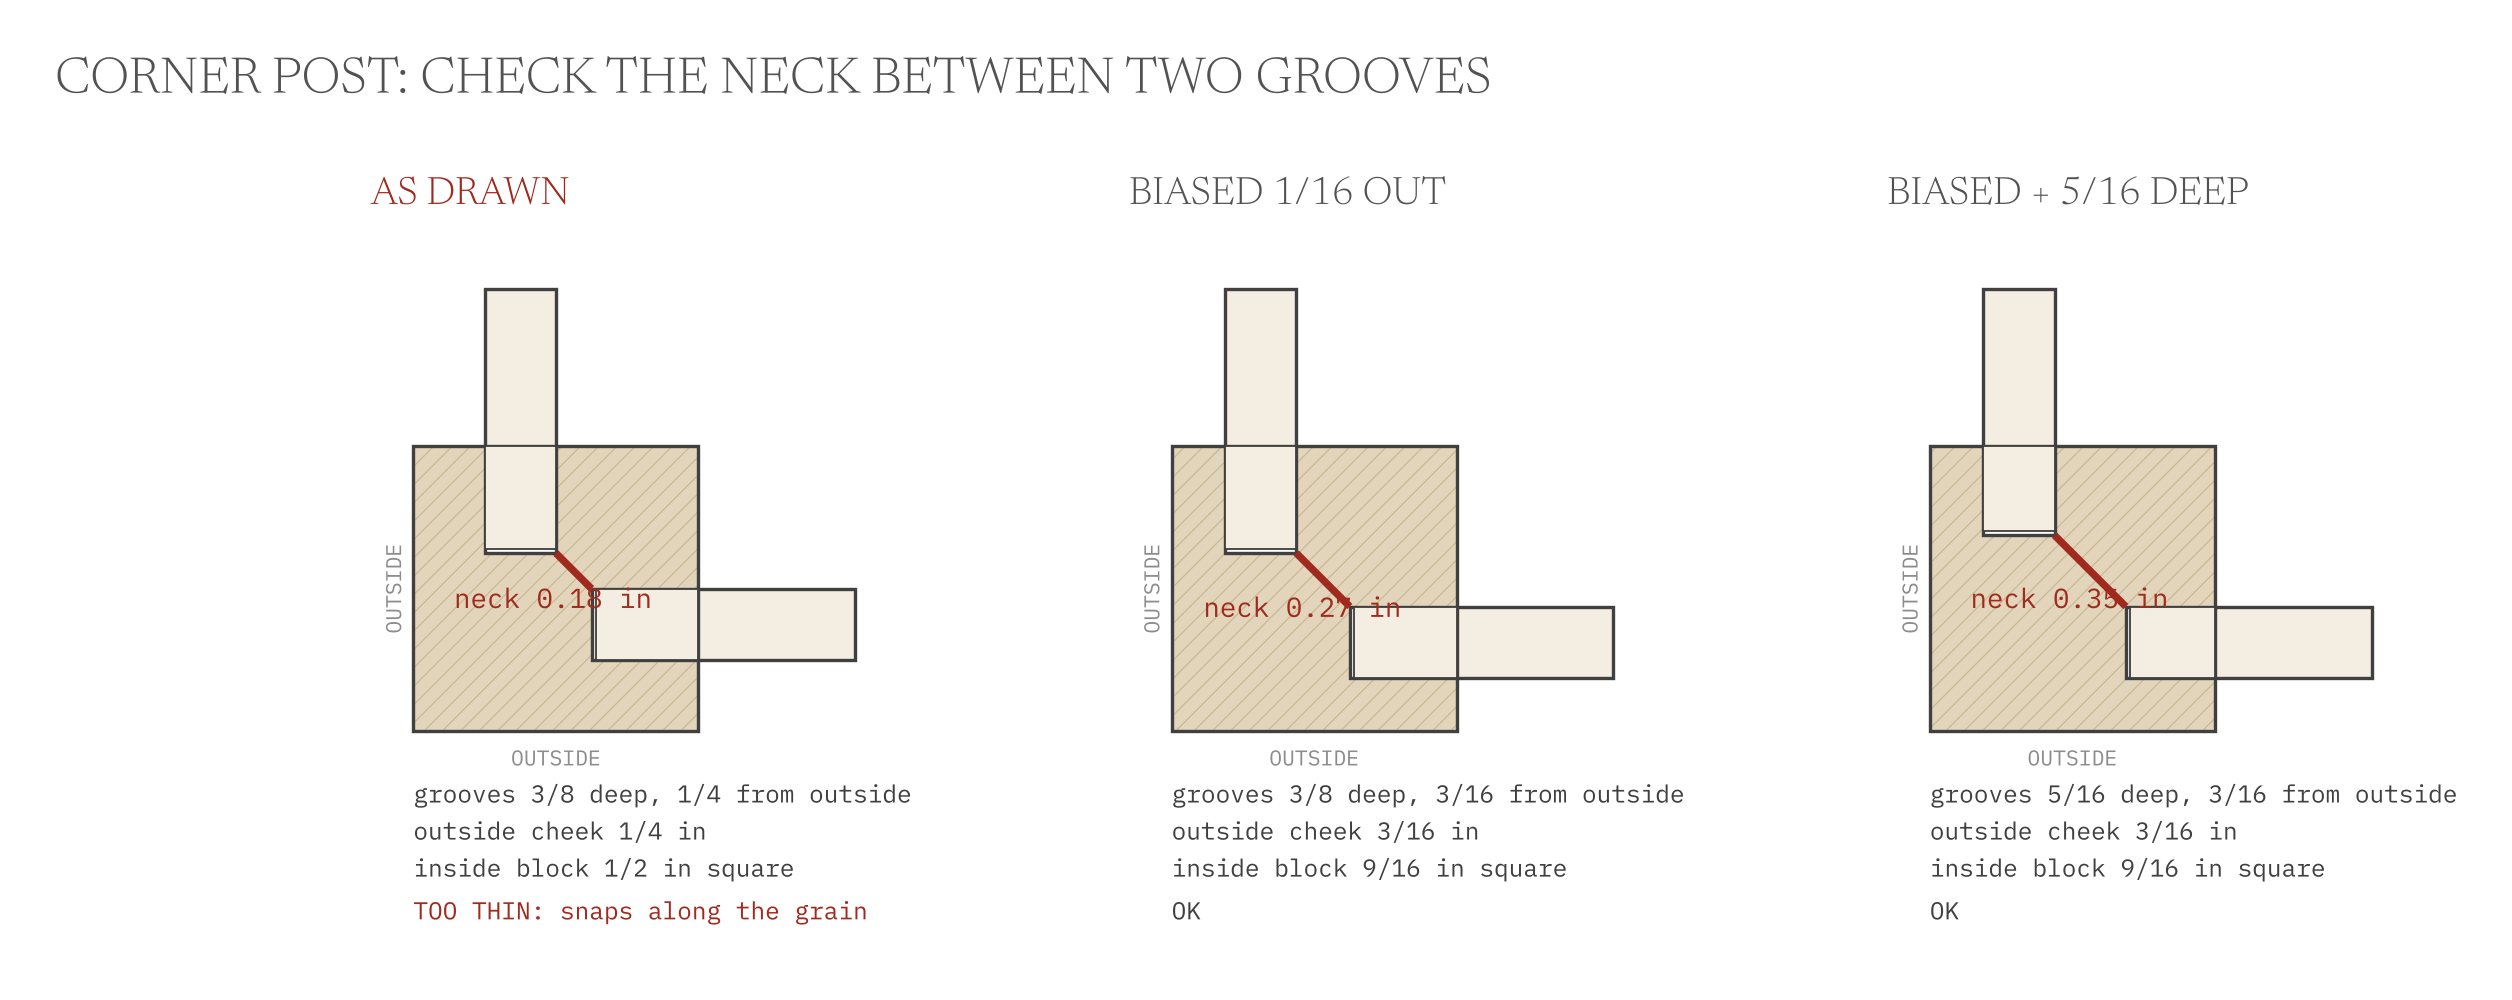 CORNER POST: CHECK THE NECK BETWEEN TWO GROOVES
AS DRAWN
OUTSIDE
neck 0.18 in
OUTSIDE
grooves 3/8 deep, 1/4 from outside
outside cheek 1/4 in
inside block 1/2 in square
TOO THIN: snaps along the grain
BIASED 1/16 OUT
OUTSIDE
neck 0.27 in
OUTSIDE
grooves 3/8 deep, 3/16 from outside
outside cheek 3/16 in
inside block 9/16 in square
OK
BIASED + 5/16 DEEP
OUTSIDE
neck 0.35 in
OUTSIDE
grooves 5/16 deep, 3/16 from outside
outside cheek 3/16 in
inside block 9/16 in square
OK